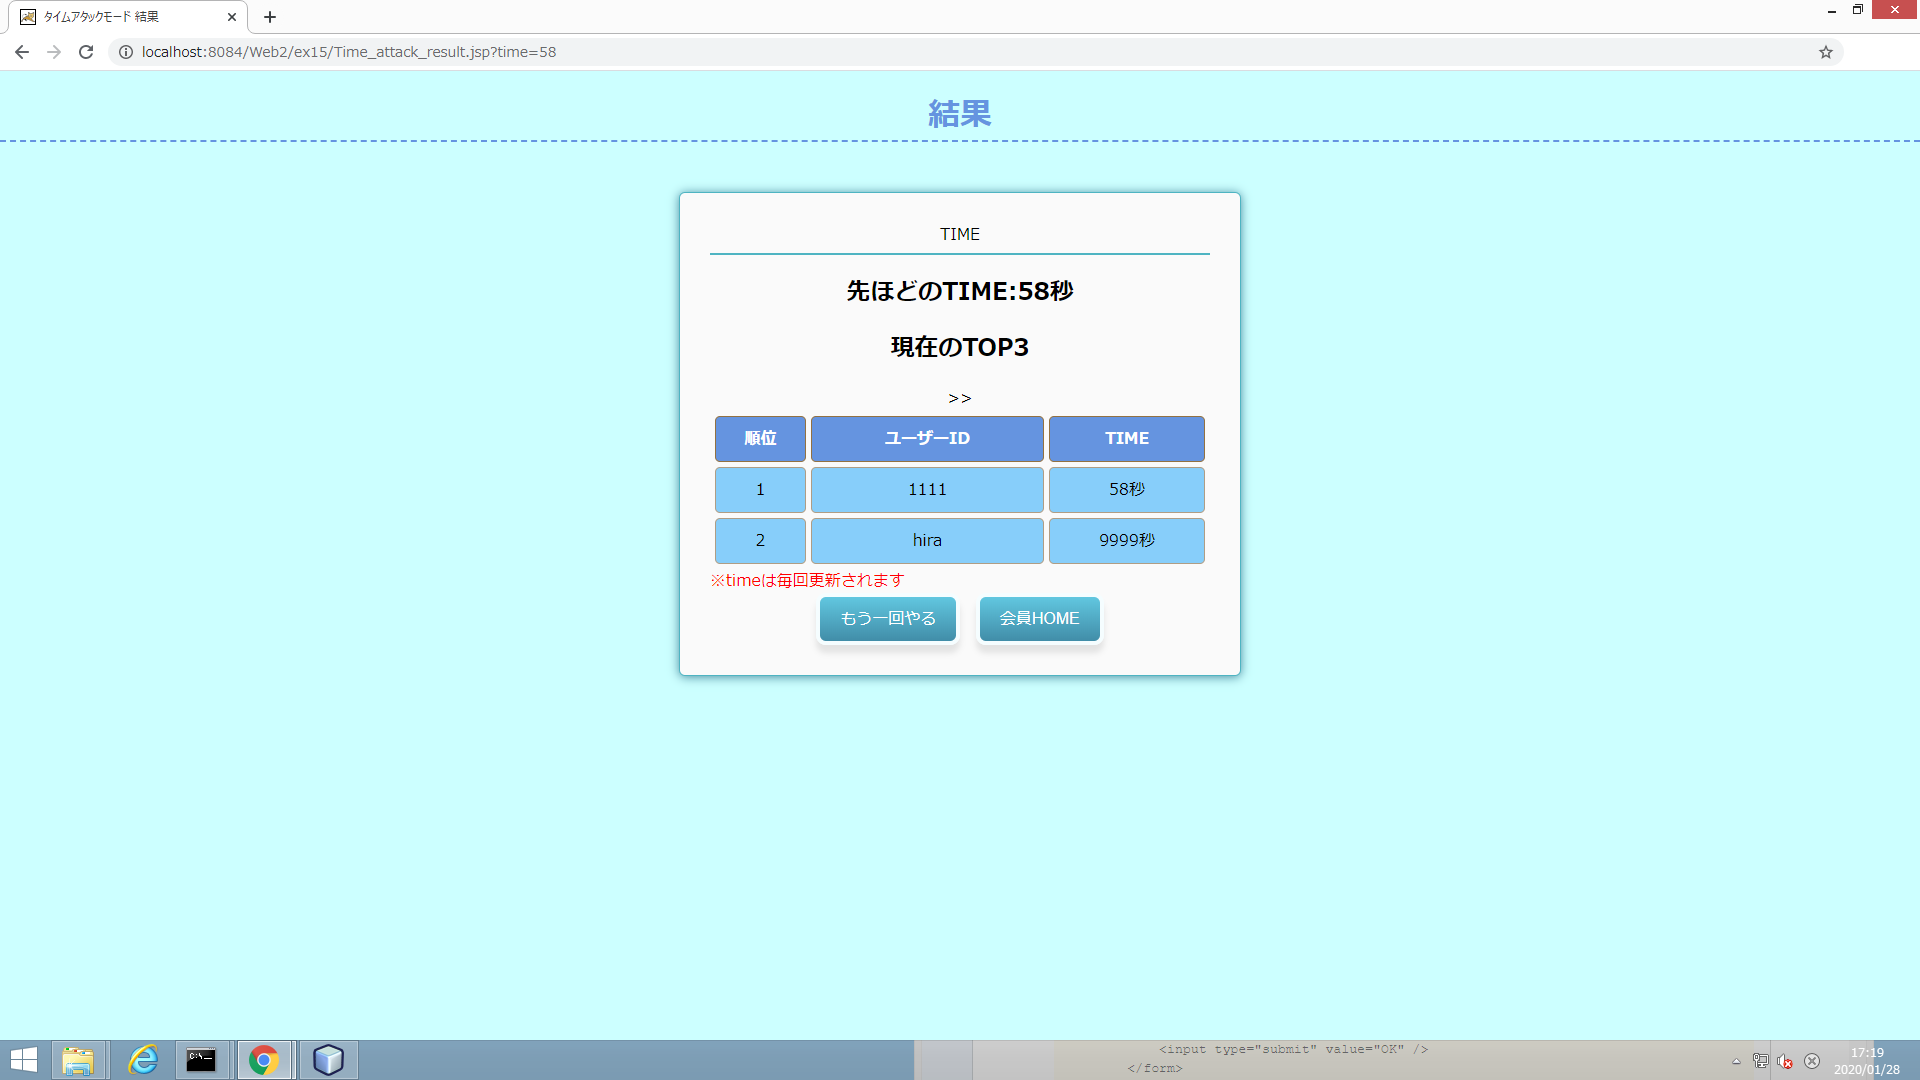 タイムアタックモード 結果
localhost:8084/Web2/ex15/Time_attack_result.jsp?time=58
結果
TIME
先ほどのTIME:58秒
現在のTOP3
>>
順位 ユーザーID TIME
1 1111 58秒
2 hira 9999秒
※timeは毎回更新されます
もう一回やる 会員HOME
<input type="submit" value="OK" />
</form>
C:\_
17:19
2020/01/28